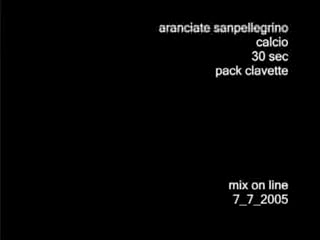 aranciate sanpellegrino
calcio
30 sec
pack clavette
mix on line
7_7_2005